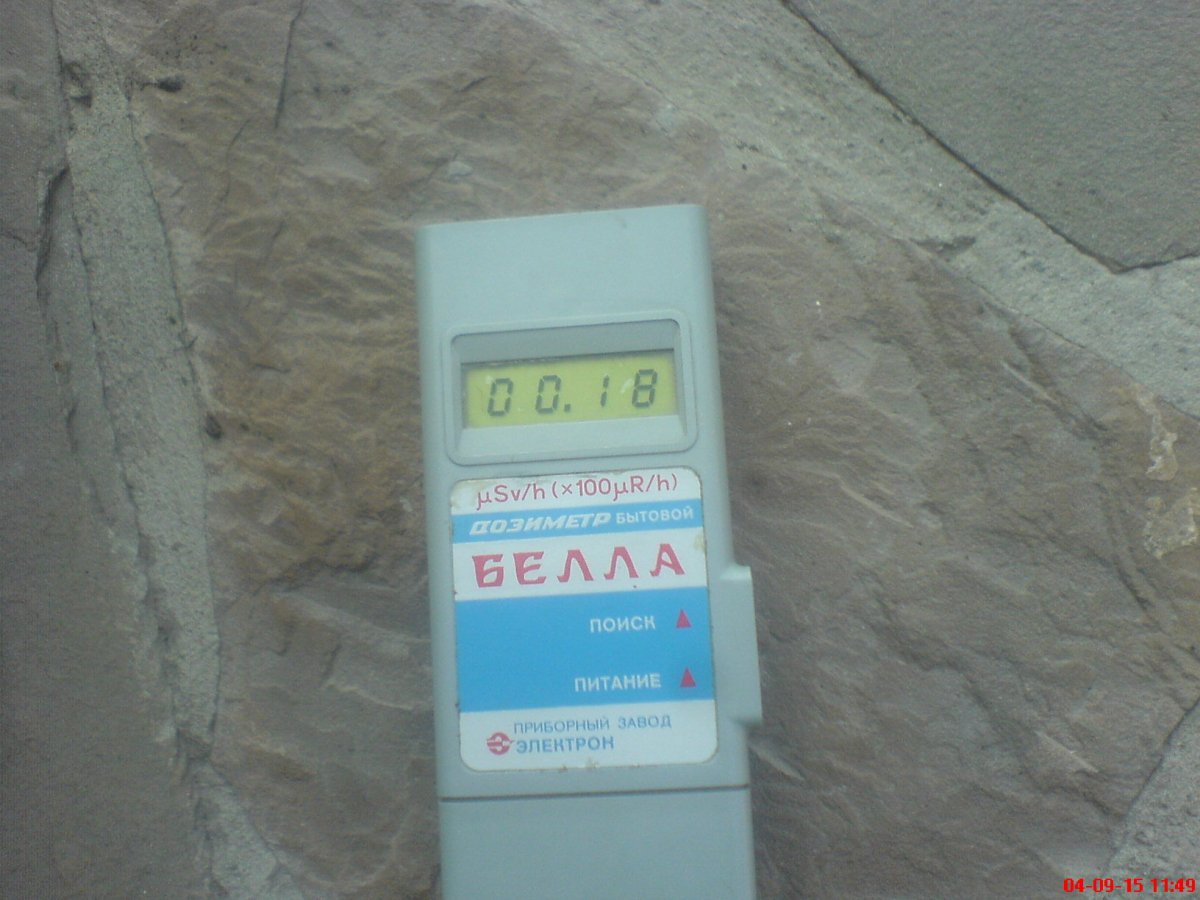 00.18
μSv/h (×100μR/h)
ДОЗИМЕТР БЫТОВОЙ
БЕЛЛА
ПОИСК
ПИТАНИЕ
ПРИБОРНЫЙ ЗАВОД
ЭЛЕКТРОН
04-09-15 11:49